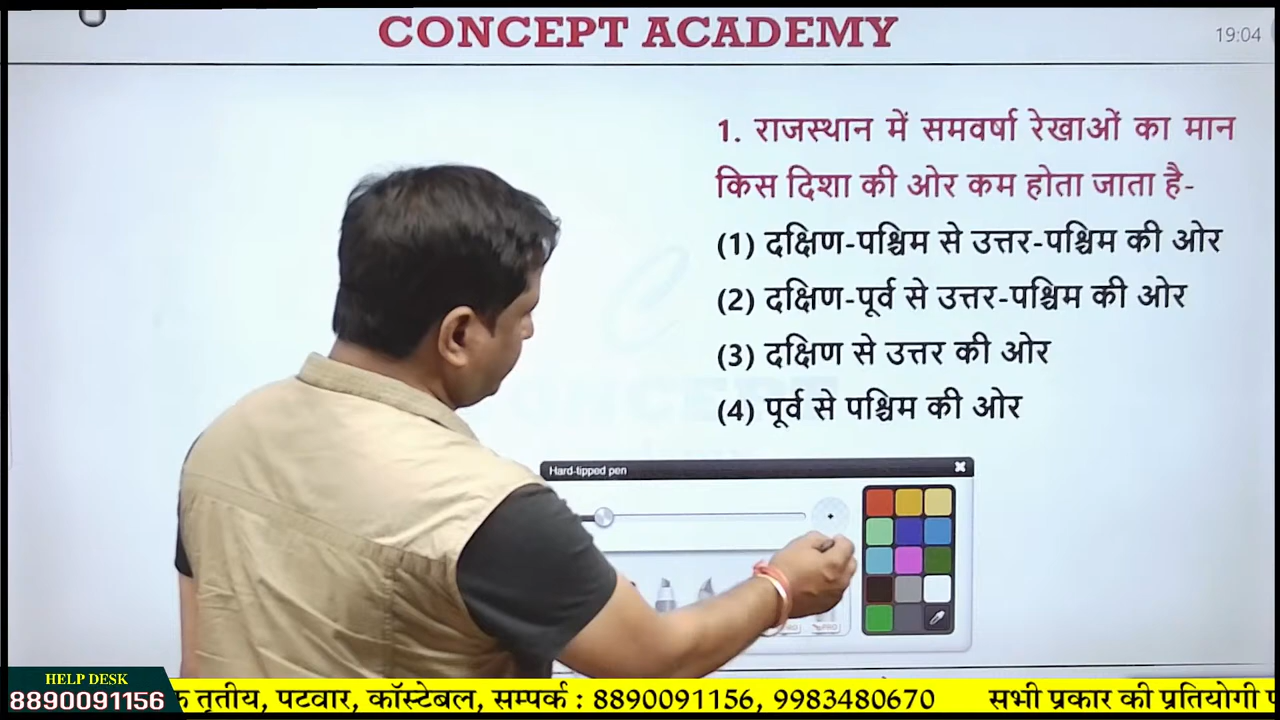 CONCEPT ACADEMY
19:04
1. राजस्थान में समवर्षा रेखाओं का मान
किस दिशा की ओर कम होता जाता है-
(1) दक्षिण-पश्चिम से उत्तर-पश्चिम की ओर
(2) दक्षिण-पूर्व से उत्तर-पश्चिम की ओर
(3) दक्षिण से उत्तर की ओर
(4) पूर्व से पश्चिम की ओर
Hard-tipped pen
PRO
HELP DESK
8890091156
तृतीय, पटवार, कॉस्टेबल, सम्पर्क : 8890091156, 9983480670 सभी प्रकार की प्रतियोगी